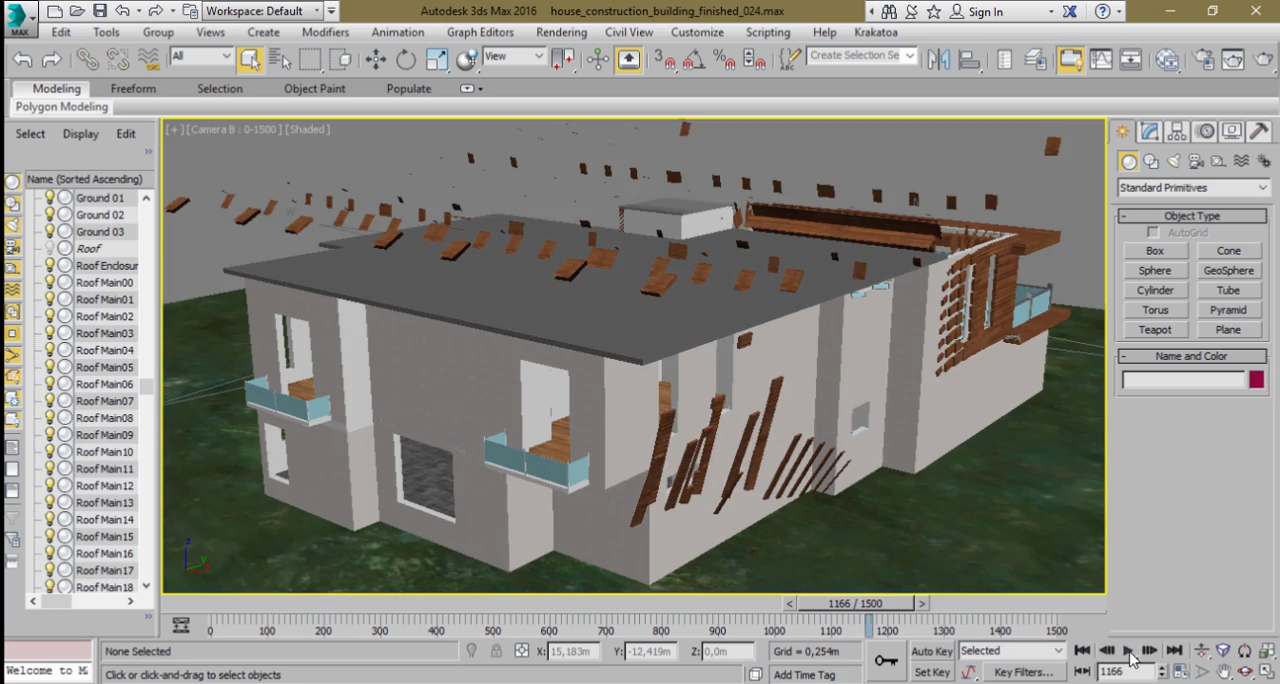 Workspace: Default
Autodesk 3ds Max 2016 house_construction_building_finished_024.max
Sign In
MAX
Edit Tools Group Views Create Modifiers Animation Graph Editors Rendering Civil View Customize Scripting Help Krakatoa
All
View
3
Create Selection Se
Modeling Freeform Selection Object Paint Populate
Polygon Modeling
Select Display Edit
[+] [Camera B : 0-1500] [Shaded]
Name (Sorted Ascending)
Ground 01
Ground 02
Ground 03
Roof
Roof Enclosur
Roof Main00
Roof Main01
Roof Main02
Roof Main03
Roof Main04
Roof Main05
Roof Main06
Roof Main07
Roof Main08
Roof Main09
Roof Main10
Roof Main11
Roof Main12
Roof Main13
Roof Main14
Roof Main15
Roof Main16
Roof Main17
Roof Main18
Standard Primitives
- Object Type
AutoGrid
Box Cone
Sphere GeoSphere
Cylinder Tube
Torus Pyramid
Teapot Plane
- Name and Color
z
y
x
< 1166 / 1500 >
0 100 200 300 400 500 600 700 800 900 1000 1100 1200 1300 1400 1500
None Selected
X: 15,183m Y: -12,419m Z: 0,0m
Grid = 0,254m
Auto Key Selected
Welcome to M
Click or click-and-drag to select objects
Add Time Tag
Set Key Key Filters...
1166